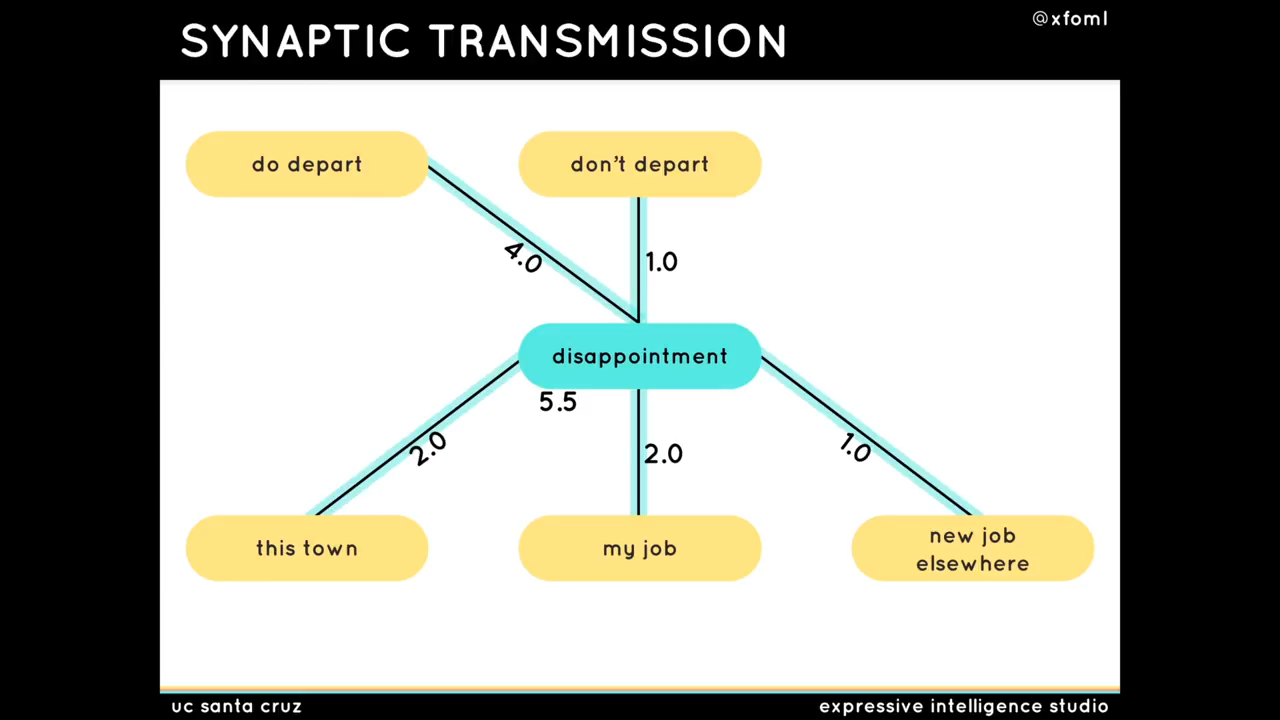 @xfoml
SYNAPTIC TRANSMISSION
do depart
don't depart
4.0
1.0
disappointment
5.5
2.0
2.0
1.0
this town
my job
new job
elsewhere
uc santa cruz
expressive intelligence studio